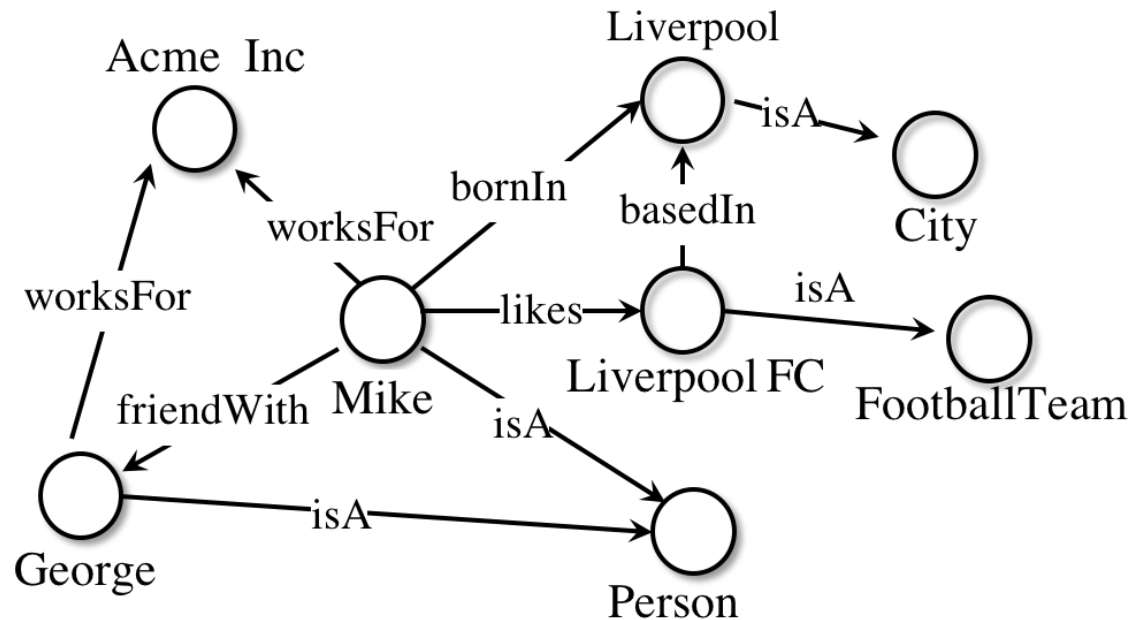 Liverpool
Acme Inc
isA
bornIn
basedIn
City
worksFor
worksFor
isA
likes
Liverpool FC
FootballTeam
Mike
friendWith
isA
isA
George
Person